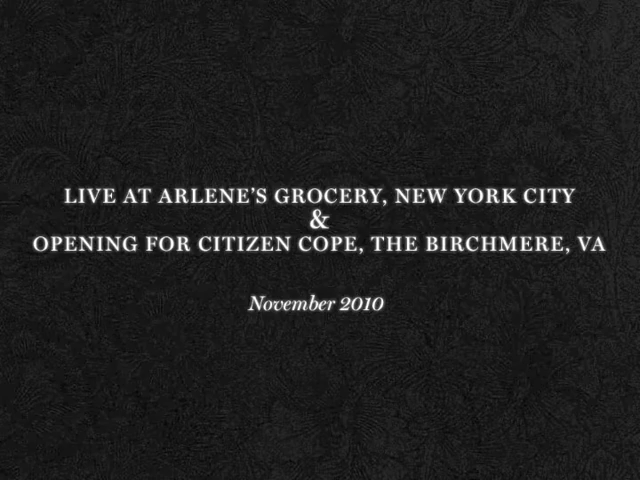 LIVE AT ARLENE'S GROCERY, NEW YORK CITY
&
OPENING FOR CITIZEN COPE, THE BIRCHMERE, VA
November 2010